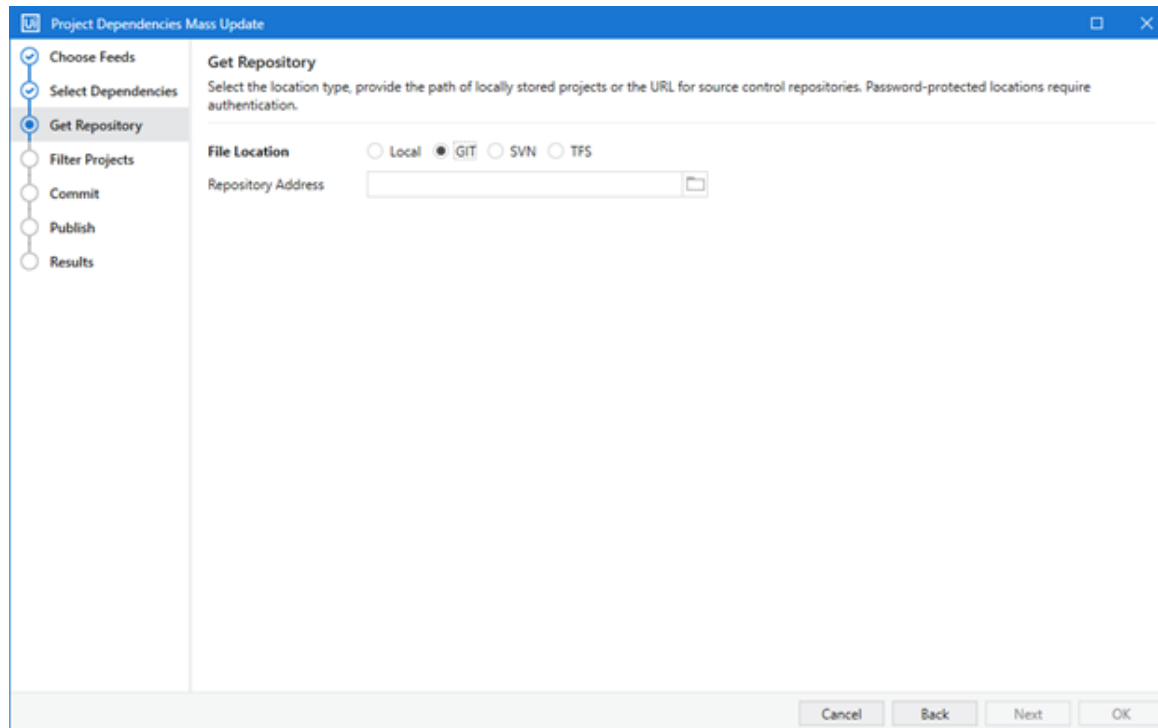 Ui Project Dependencies Mass Update
Choose Feeds
Select Dependencies
Get Repository
Filter Projects
Commit
Publish
Results
Get Repository
Select the location type, provide the path of locally stored projects or the URL for source control repositories. Password-protected locations require
authentication.
File Location Local GIT SVN TFS
Repository Address
Cancel Back Next OK